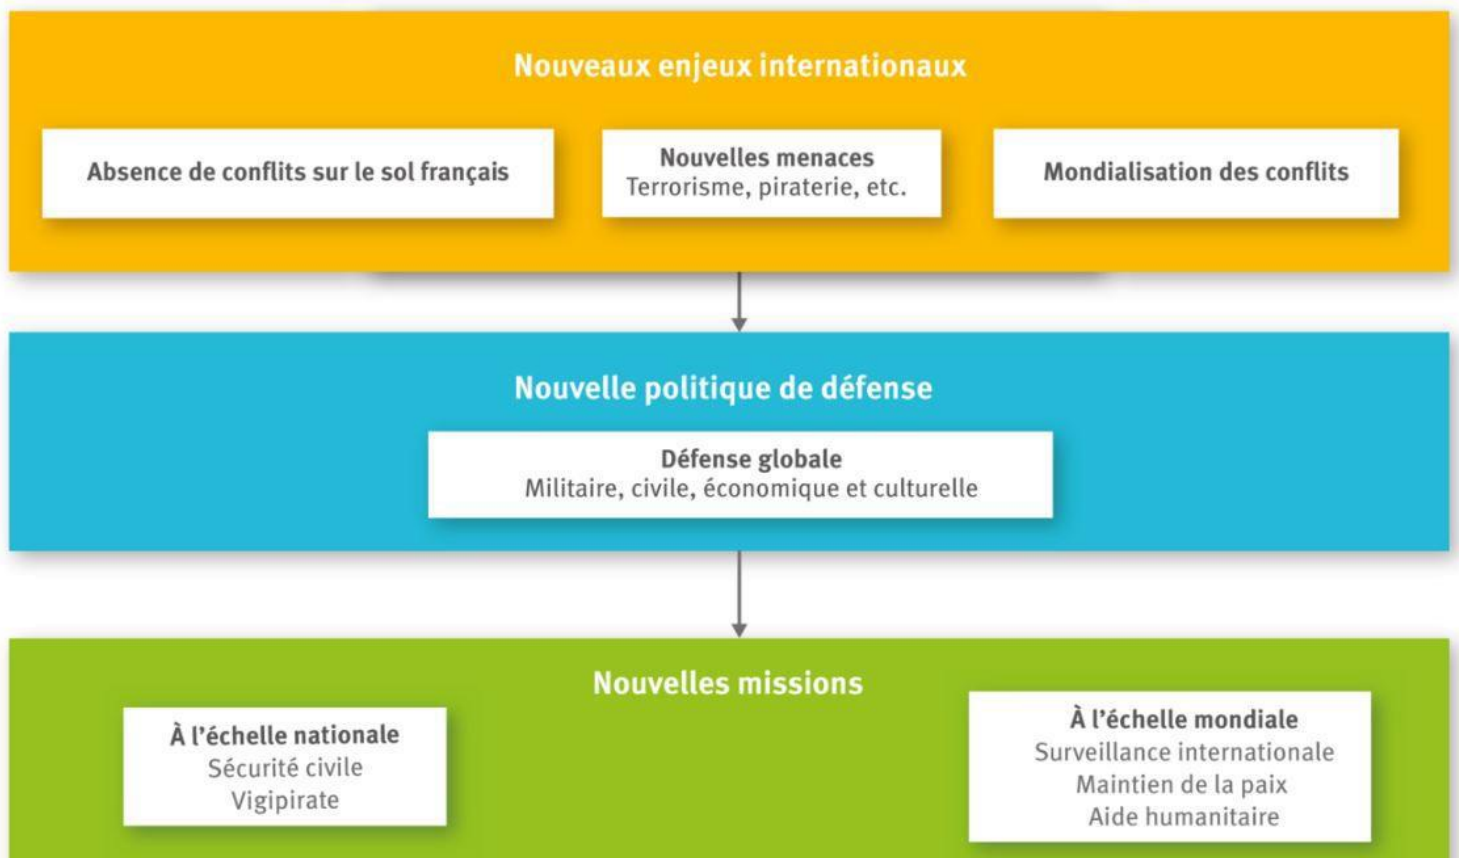 Nouveaux enjeux internationaux
Absence de conflits sur le sol français
Nouvelles menaces
Terrorisme, piraterie, etc.
Mondialisation des conflits
Nouvelle politique de défense
Défense globale
Militaire, civile, économique et culturelle
Nouvelles missions
À l'échelle nationale
Sécurité civile
Vigipirate
À l'échelle mondiale
Surveillance internationale
Maintien de la paix
Aide humanitaire